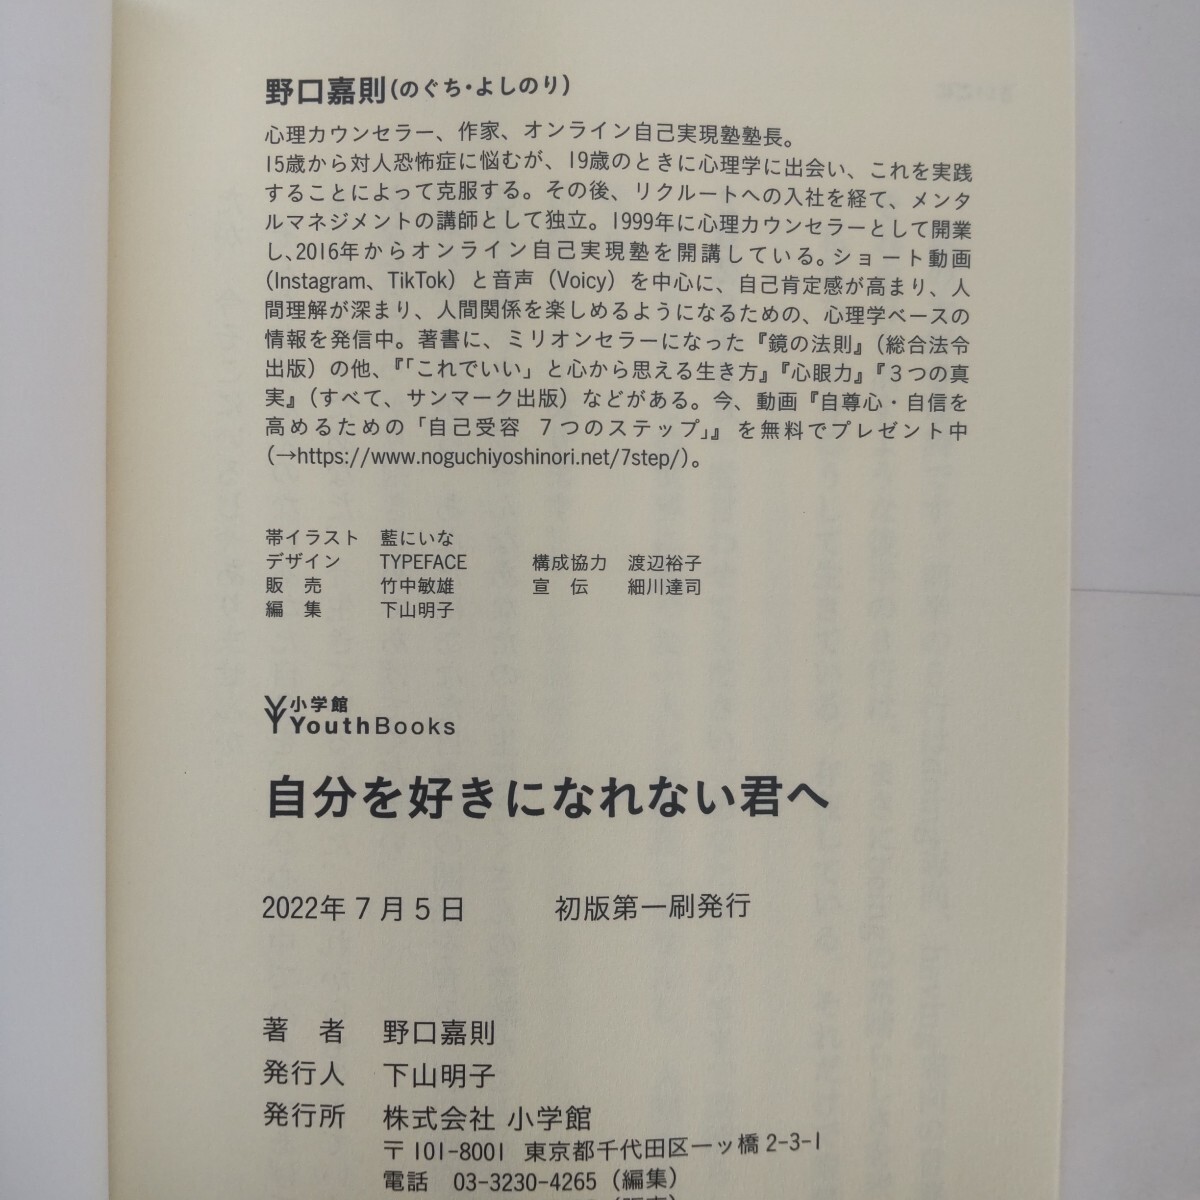 野口嘉則(のぐち・よしのり)
心理カウンセラー、作家、オンライン自己実現塾塾長。
15歳から対人恐怖症に悩むが、19歳のときに心理学に出会い、これを実践
することによって克服する。その後、リクルートへの入社を経て、メンタ
ルマネジメントの講師として独立。1999年に心理カウンセラーとして開業
し、2016年からオンライン自己実現塾を開講している。ショート動画
(Instagram、TikTok)と音声(Voicy)を中心に、自己肯定感が高まり、人
間理解が深まり、人間関係を楽しめるようになるための、心理学ベースの
情報を発信中。著書に、ミリオンセラーになった『鏡の法則』(総合法令
出版)の他、『「これでいい」と心から思える生き方』『心眼力』『3つの真
実』(すべて、サンマーク出版)などがある。今、動画『自尊心・自信を
高めるための「自己受容 7つのステップ」』を無料でプレゼント中
(→https://www.noguchiyoshinori.net/7step/)。
帯イラスト 藍にいな
デザイン TYPEFACE 構成協力 渡辺裕子
販売 竹中敏雄 宣伝 細川達司
編集 下山明子
小学館
YouthBooks
自分を好きになれない君へ
2022年7月5日 初版第一刷発行
著者 野口嘉則
発行人 下山明子
発行所 株式会社 小学館
〒101-8001 東京都千代田区一ッ橋2-3-1
電話 03-3230-4265(編集)